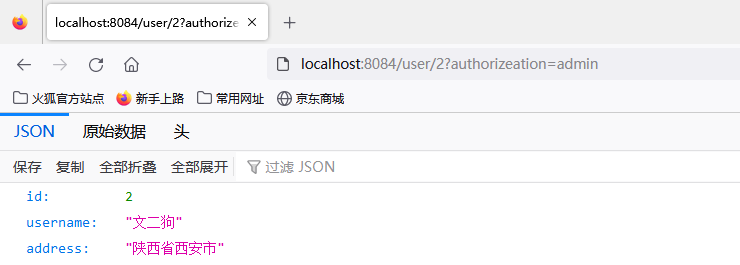 localhost:8084/user/2?authorize
localhost:8084/user/2?authorizeation=admin
火狐官方站点 新手上路 常用网址 京东商城
JSON 原始数据 头
保存 复制 全部折叠 全部展开 过滤 JSON
id: 2
username: "文二狗"
address: "陕西省西安市"